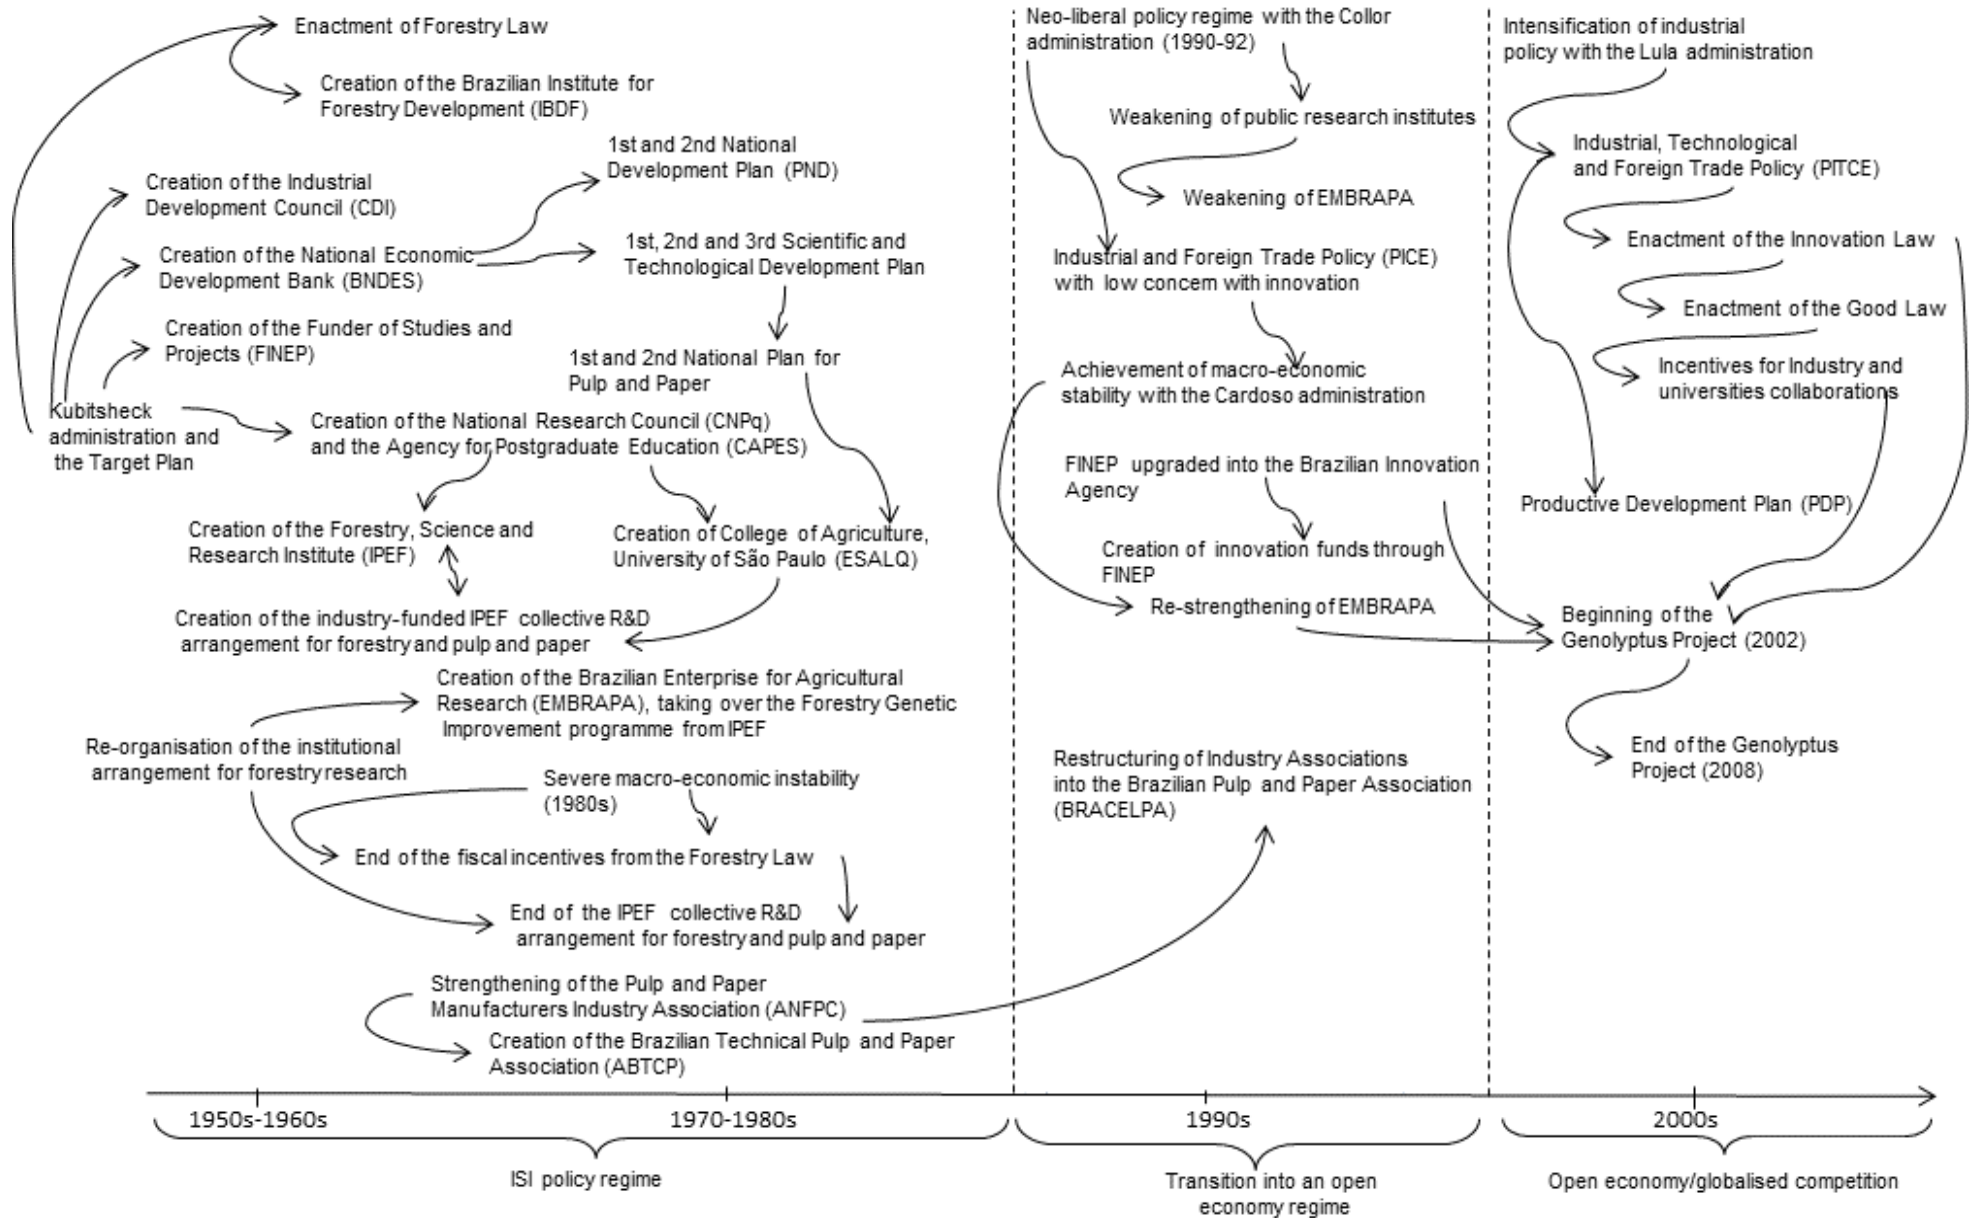 Enactment of Forestry Law
Creation of the Brazilian Institute for
Forestry Development (IBDF)
1st and 2nd National
Development Plan (PND)
Creation of the Industrial
Development Council (CDI)
Creation of the National Economic
Development Bank (BNDES)
1st, 2nd and 3rd Scientific and
Technological Development Plan
Creation of the Funder of Studies and
Projects (FINEP)
1st and 2nd National Plan for
Pulp and Paper
Kubitsheck
administration and
the Target Plan
Creation of the National Research Council (CNPq)
and the Agency for Postgraduate Education (CAPES)
Creation of the Forestry, Science and
Research Institute (IPEF)
Creation of College of Agriculture,
University of São Paulo (ESALQ)
Creation of the industry-funded IPEF collective R&D
arrangement for forestry and pulp and paper
Creation of the Brazilian Enterprise for Agricultural
Research (EMBRAPA), taking over the Forestry Genetic
Improvement programme from IPEF
Re-organisation of the institutional
arrangement for forestry research
Severe macro-economic instability
(1980s)
End of the fiscal incentives from the Forestry Law
End of the IPEF collective R&D
arrangement for forestry and pulp and paper
Strengthening of the Pulp and Paper
Manufacturers Industry Association (ANFPC)
Creation of the Brazilian Technical Pulp and Paper
Association (ABTCP)
Neo-liberal policy regime with the Collor
administration (1990-92)
Weakening of public research institutes
Weakening of EMBRAPA
Industrial and Foreign Trade Policy (PICE)
with low concern with innovation
Achievement of macro-economic
stability with the Cardoso administration
FINEP upgraded into the Brazilian Innovation
Agency
Creation of innovation funds through
FINEP
Re-strengthening of EMBRAPA
Restructuring of Industry Associations
into the Brazilian Pulp and Paper Association
(BRACELPA)
Intensification of industrial
policy with the Lula administration
Industrial, Technological
and Foreign Trade Policy (PITCE)
Enactment of the Innovation Law
Enactment of the Good Law
Incentives for Industry and
universities collaborations
Productive Development Plan (PDP)
Beginning of the
Genolyptus Project (2002)
End of the Genolyptus
Project (2008)
1950s-1960s
1970-1980s
1990s
2000s
ISI policy regime
Transition into an open
economy regime
Open economy/globalised competition